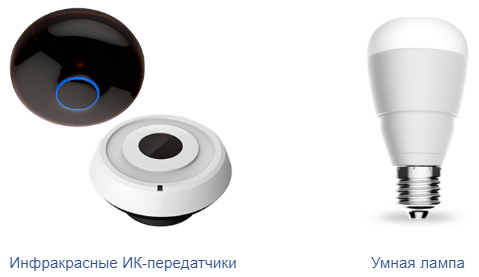 Инфракрасные ИК-передатчики
Умная лампа